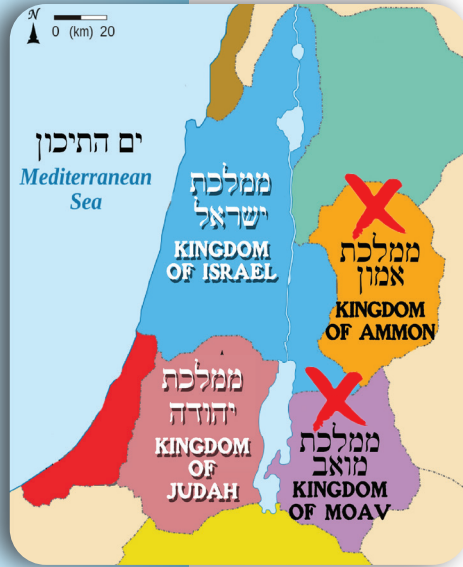 N
0 (km) 20
ים התיכון
Mediterranean
Sea
ממלכת
ישראל
KINGDOM
OF ISRAEL
ממלכת
אמון
KINGDOM
OF AMMON
ממלכת
יהודה
KINGDOM
OF
JUDAH
ממלכת
מואב
KINGDOM
OF MOAV